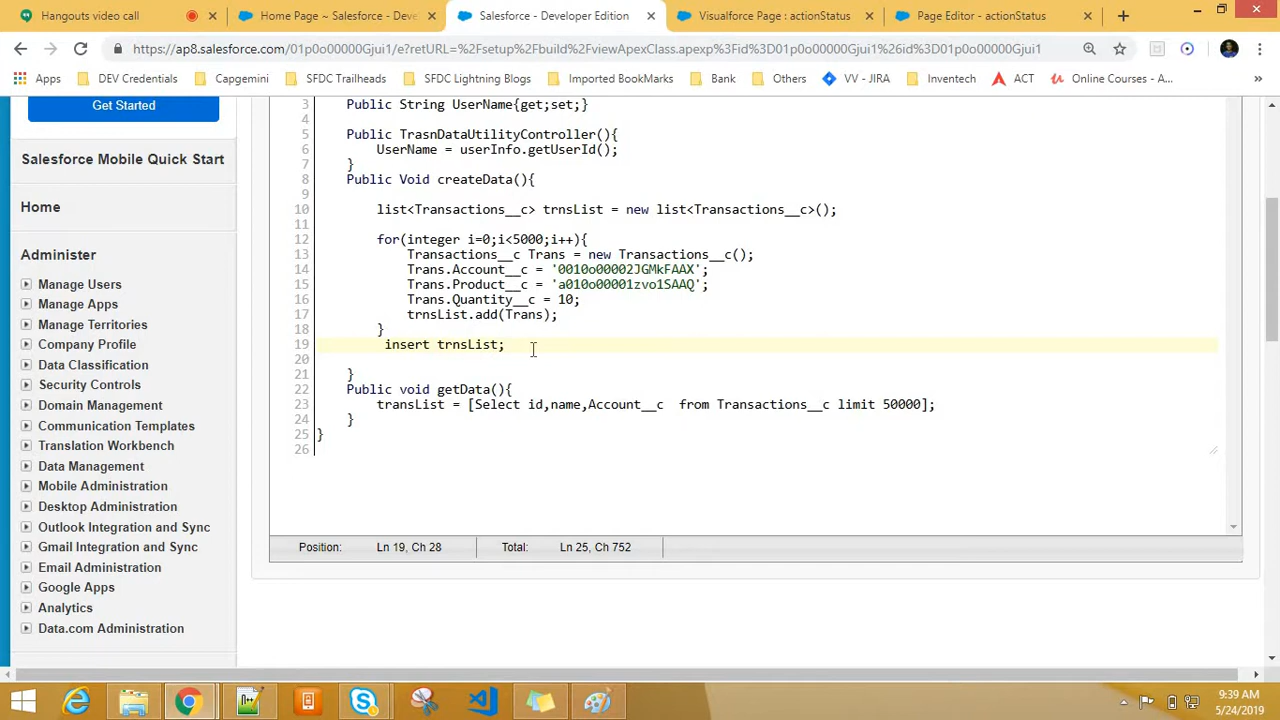 Hangouts video call
Home Page ~ Salesforce - Deve
Salesforce - Developer Edition
Visualforce Page : actionStatus
Page Editor - actionStatus
https://ap8.salesforce.com/01p0o00000Gjui1/e?retURL=%2Fsetup%2Fbuild%2FviewApexClass.apexp%3Fid%3D01p0o00000Gjui1%26id%3D01p0o00000Gjui1
Apps
DEV Credentials
Capgemini
SFDC Trailheads
SFDC Lightning Blogs
Imported BookMarks
Bank
Others
VV - JIRA
Inventech
ACT
Online Courses - A...
»
Get Started
Salesforce Mobile Quick Start
Home
Administer
Manage Users
Manage Apps
Manage Territories
Company Profile
Data Classification
Security Controls
Domain Management
Communication Templates
Translation Workbench
Data Management
Mobile Administration
Desktop Administration
Outlook Integration and Sync
Gmail Integration and Sync
Email Administration
Google Apps
Analytics
Data.com Administration
3 Public String UserName{get;set;}
4
5 Public TrasnDataUtilityController(){
6 UserName = userInfo.getUserId();
7 }
8 Public Void createData(){
9
10 list<Transactions__c> trnsList = new list<Transactions__c>();
11
12 for(integer i=0;i<5000;i++){
13 Transactions__c Trans = new Transactions__c();
14 Trans.Account__c = '0010o00002JGMkFAAX';
15 Trans.Product__c = 'a010o00001zvo1SAAQ';
16 Trans.Quantity__c = 10;
17 trnsList.add(Trans);
18 }
19 insert trnsList;
20
21 }
22 Public void getData(){
23 transList = [Select id,name,Account__c from Transactions__c limit 50000];
24 }
25 }
26
Position: Ln 19, Ch 28 Total: Ln 25, Ch 752
9:39 AM
5/24/2019